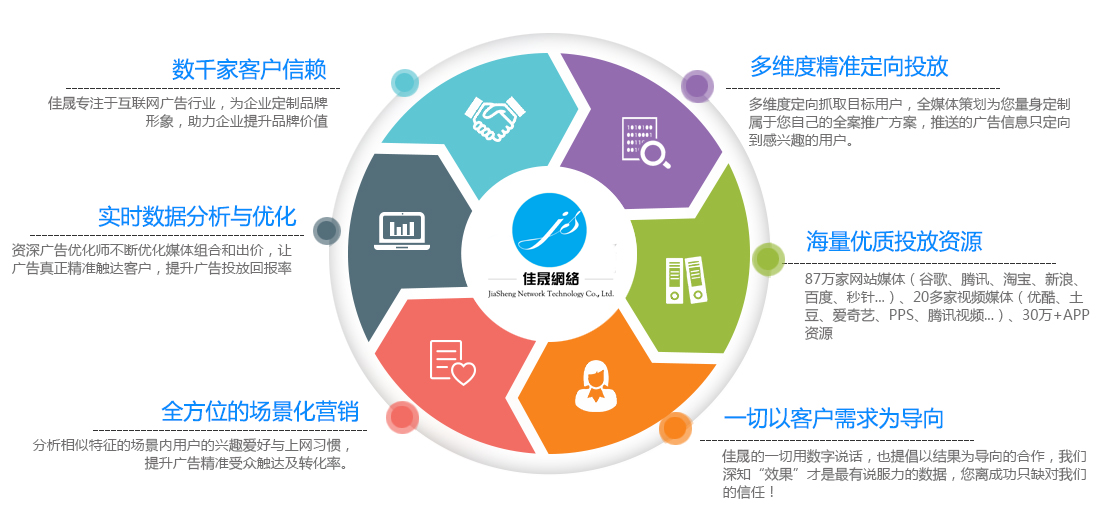 数千家客户信赖
佳晟专注于互联网广告行业，为企业定制品牌
形象，助力企业提升品牌价值
多维度精准定向投放
多维度定向抓取目标用户，全媒体策划为您量身定制
属于您自己的全案推广方案，推送的广告信息只定向
到感兴趣的用户。
实时数据分析与优化
资深广告优化师不断优化媒体组合和出价，让
广告真正精准触达客户，提升广告投放回报率
jis
佳晟網絡
JiaSheng Network Technology Co., Ltd.
海量优质投放资源
87万家网站媒体（谷歌、腾讯、淘宝、新浪、
百度、秒针...）、20多家视频媒体（优酷、土
豆、爱奇艺、PPS、腾讯视频...）、30万+APP
资源
全方位的场景化营销
分析相似特征的场景内用户的兴趣爱好与上网习惯，
提升广告精准受众触达及转化率。
一切以客户需求为导向
佳晟的一切用数字说话，也提倡以结果为导向的合作，我们
深知“效果”才是最有说服力的数据，您离成功只缺对我们
的信任！